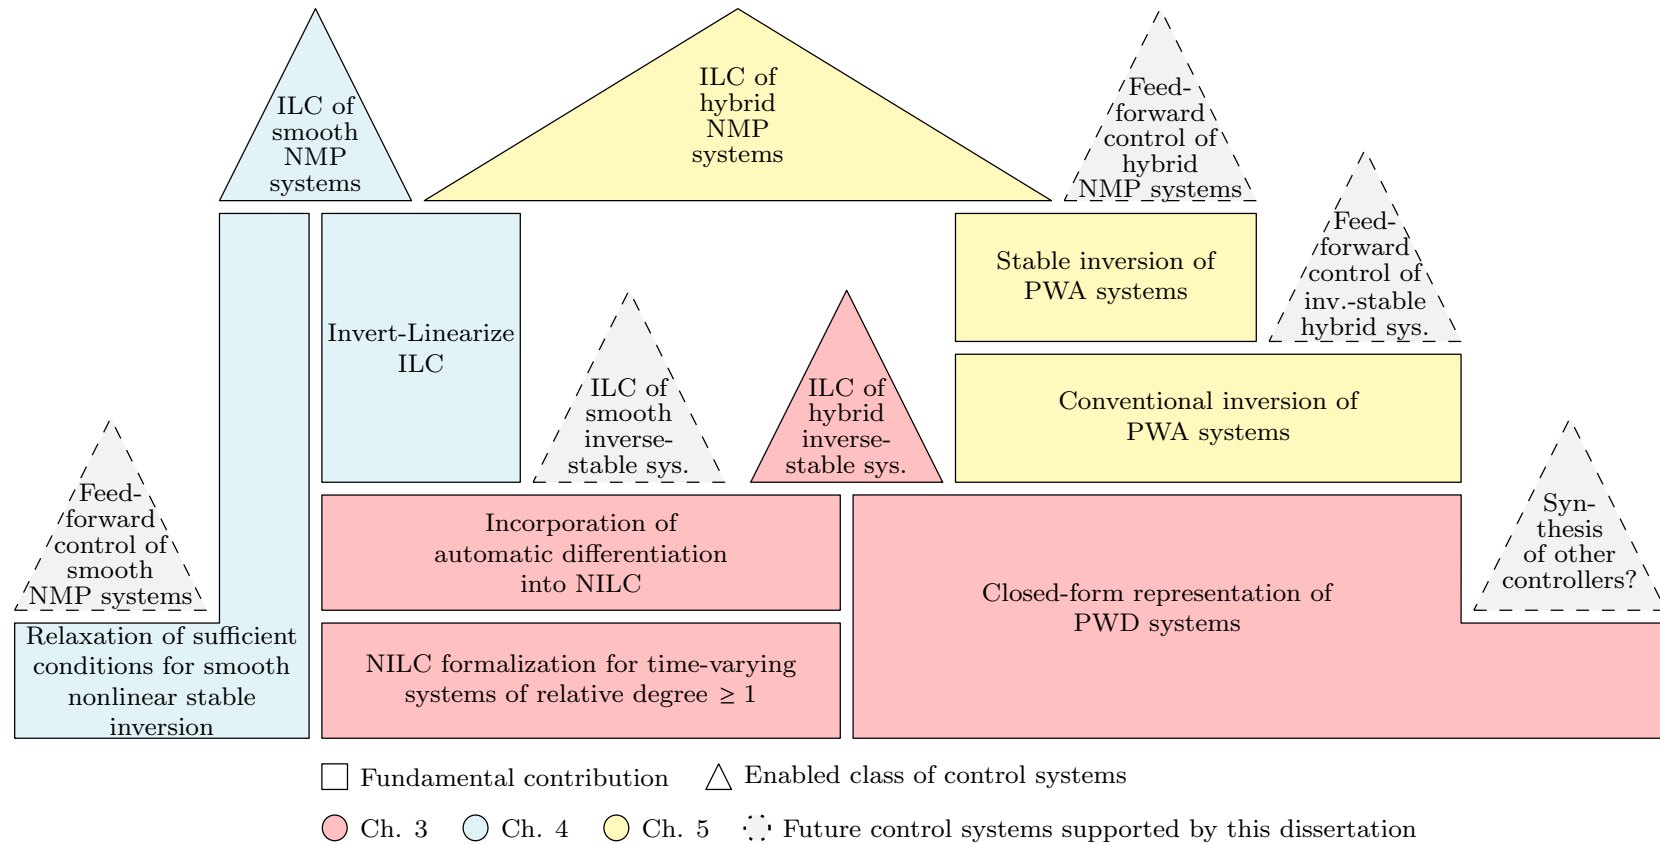 ILC of
smooth
NMP
systems
ILC of
hybrid
NMP
systems
Feed-
forward
control of
hybrid
NMP systems
Stable inversion of
PWA systems
Feed-
forward
control of
inv.-stable
hybrid sys.
Invert-Linearize
ILC
ILC of
smooth
inverse-
stable sys.
ILC of
hybrid
inverse-
stable sys.
Conventional inversion of
PWA systems
Feed-
forward
control of
smooth
NMP systems
Incorporation of
automatic differentiation
into NILC
Closed-form representation of
PWD systems
Syn-
thesis
of other
controllers?
Relaxation of sufficient
conditions for smooth
nonlinear stable
inversion
NILC formalization for time-varying
systems of relative degree ≥ 1
Fundamental contribution
Enabled class of control systems
Ch. 3
Ch. 4
Ch. 5
Future control systems supported by this dissertation